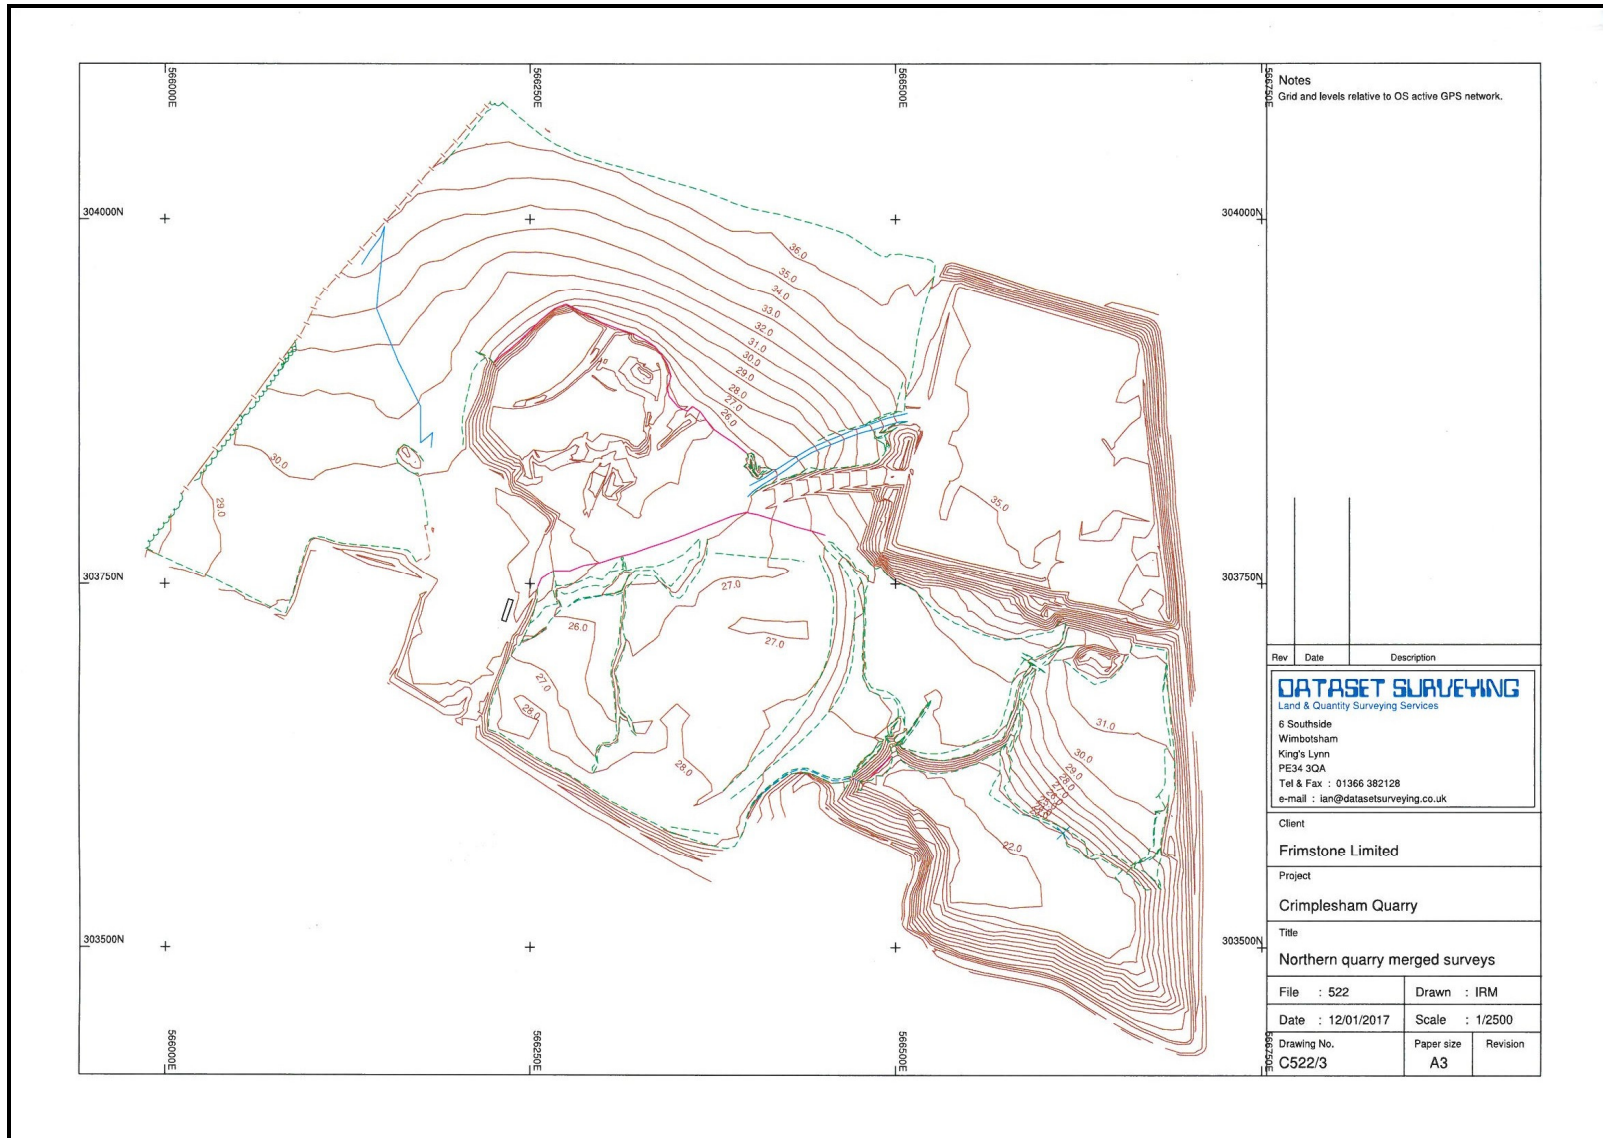 566000E
566250E
566500E
566750E
Notes
Grid and levels relative to OS active GPS network.
304000N
304000N
36.0
35.0
34.0
33.0
32.0
31.0
30.0
29.0
28.0
27.0
26.0
30.0
29.0
35.0
303750N
303750N
27.0
26.0
27.0
27.0
28.0
28.0
31.0
30.0
29.0
28.0
27.0
22.0
Rev Date Description
DATASET SURVEYING
Land & Quantity Surveying Services
6 Southside
Wimbotsham
King's Lynn
PE34 3QA
Tel & Fax : 01366 382128
e-mail : ian@datasetsurveying.co.uk
Client
Frimstone Limited
Project
Crimplesham Quarry
Title
Northern quarry merged surveys
303500N
303500N
File : 522 Drawn : IRM
Date : 12/01/2017 Scale : 1/2500
Drawing No. Paper size Revision
C522/3 A3
566000E
566250E
566500E
566750E